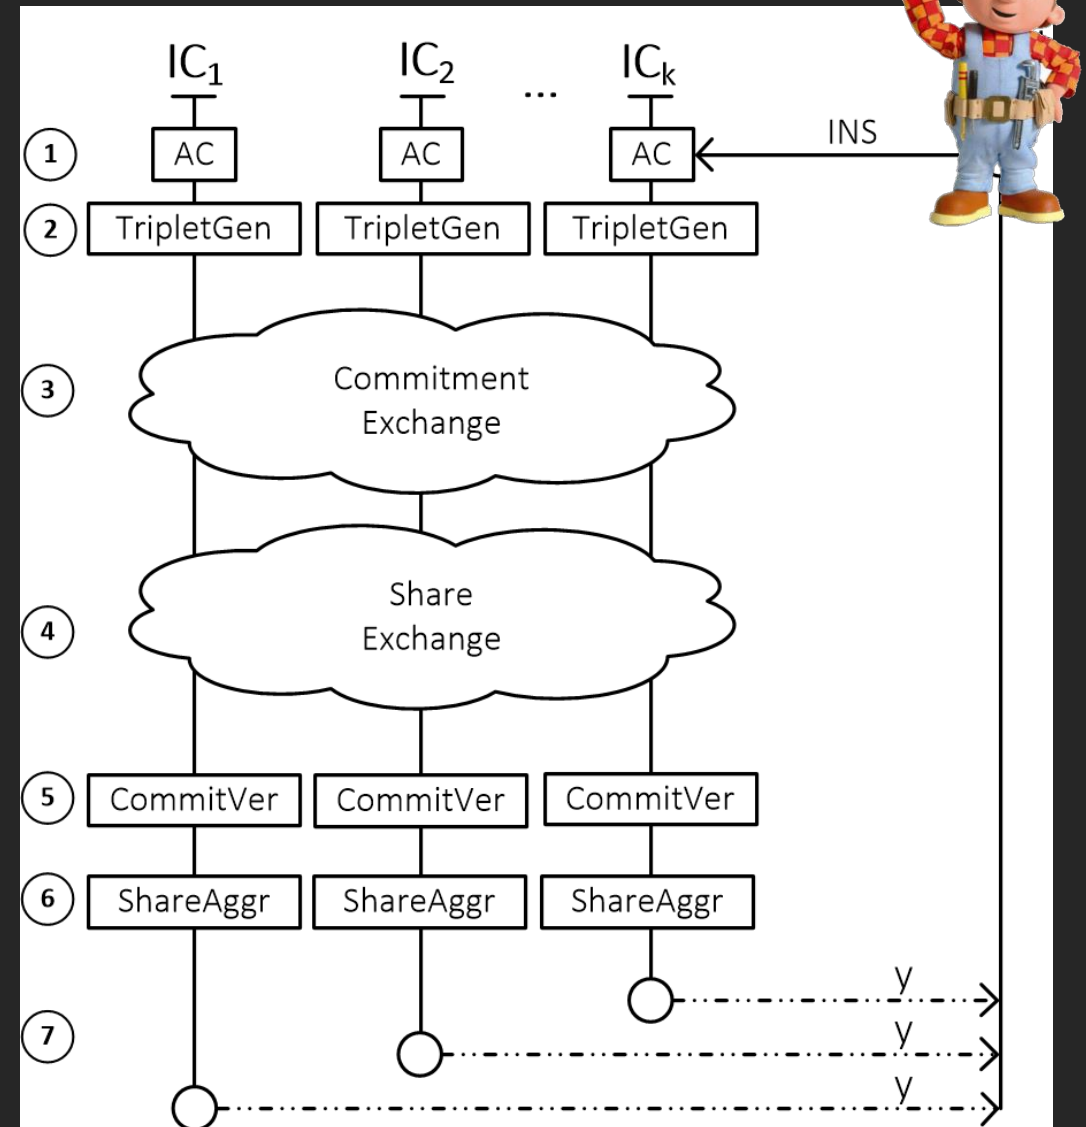 IC1
IC2
...
ICk
1
AC
AC
AC
INS
2
TripletGen
TripletGen
TripletGen
3
Commitment
Exchange
4
Share
Exchange
5
CommitVer
CommitVer
CommitVer
6
ShareAggr
ShareAggr
ShareAggr
y
7
y
y